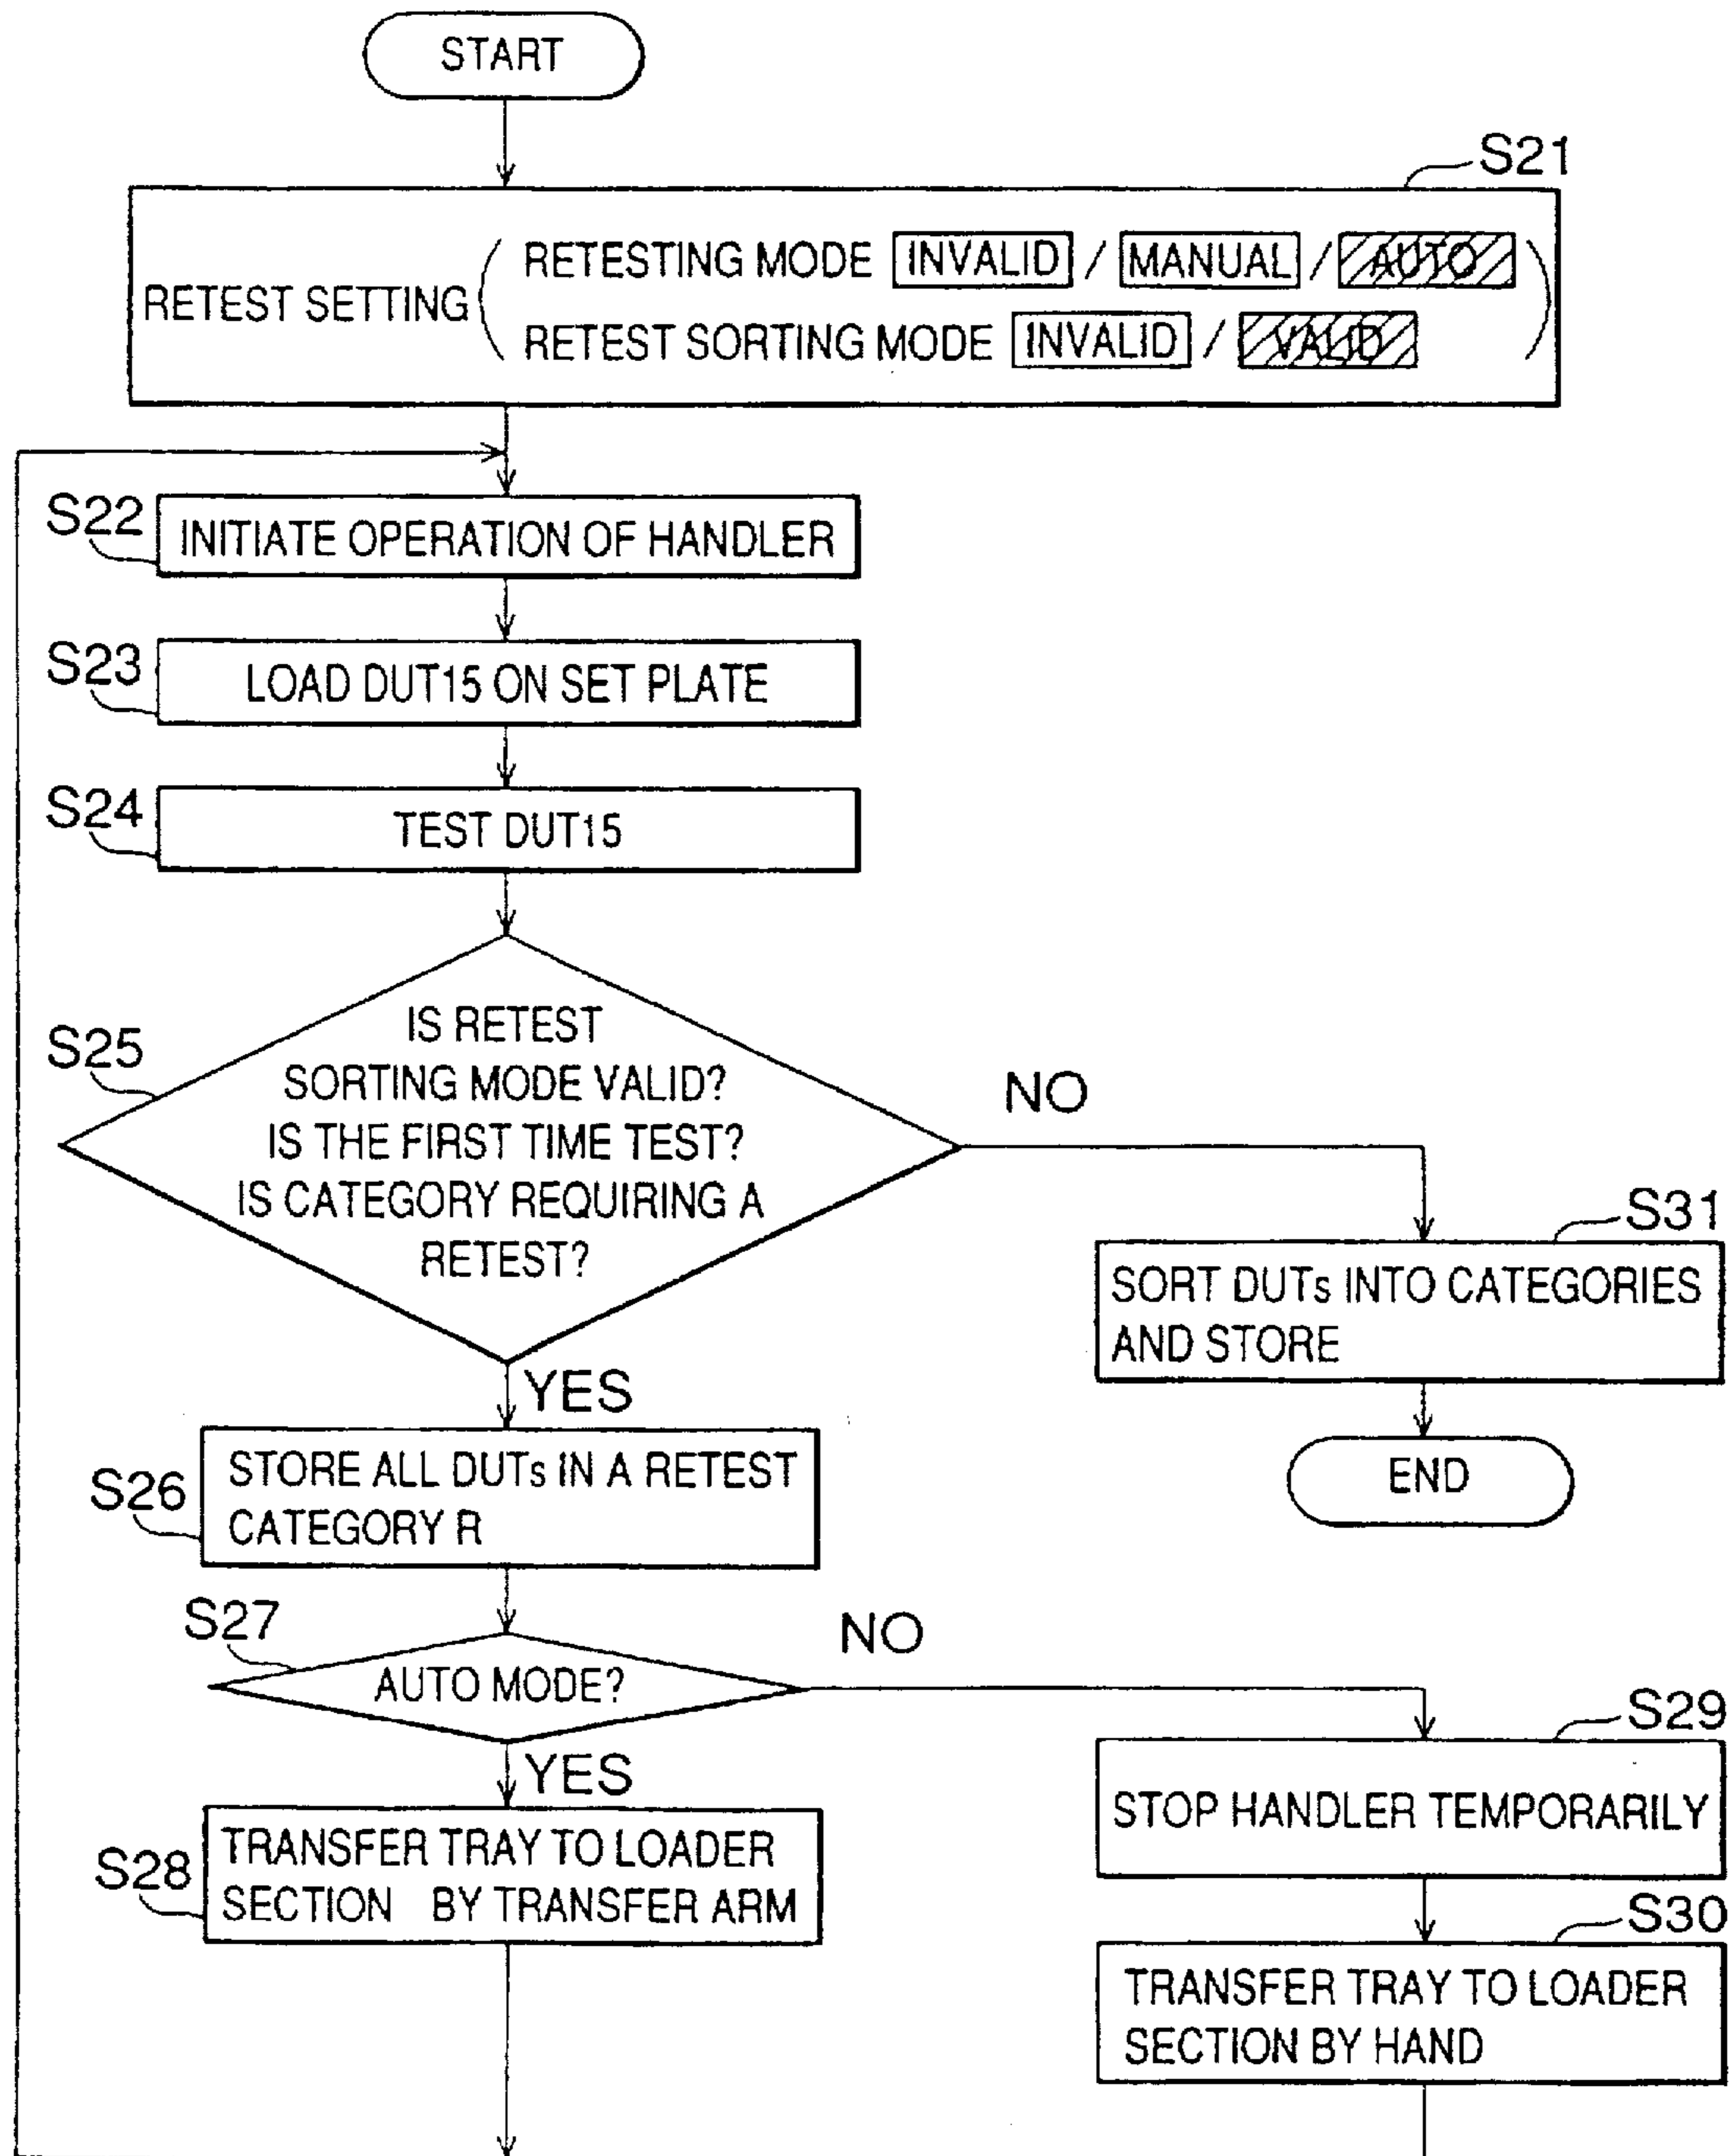 START
S21
RETEST SETTING ( RETESTING MODE INVALID / MANUAL / AUTO
RETEST SORTING MODE INVALID / VALID )
S22
INITIATE OPERATION OF HANDLER
S23
LOAD DUT15 ON SET PLATE
S24
TEST DUT15
S25
IS RETEST
SORTING MODE VALID?
IS THE FIRST TIME TEST?
IS CATEGORY REQUIRING A
RETEST?
NO
S31
SORT DUTs INTO CATEGORIES
AND STORE
END
YES
S26
STORE ALL DUTs IN A RETEST
CATEGORY R
S27
AUTO MODE?
NO
YES
S28
TRANSFER TRAY TO LOADER
SECTION BY TRANSFER ARM
S29
STOP HANDLER TEMPORARILY
S30
TRANSFER TRAY TO LOADER
SECTION BY HAND